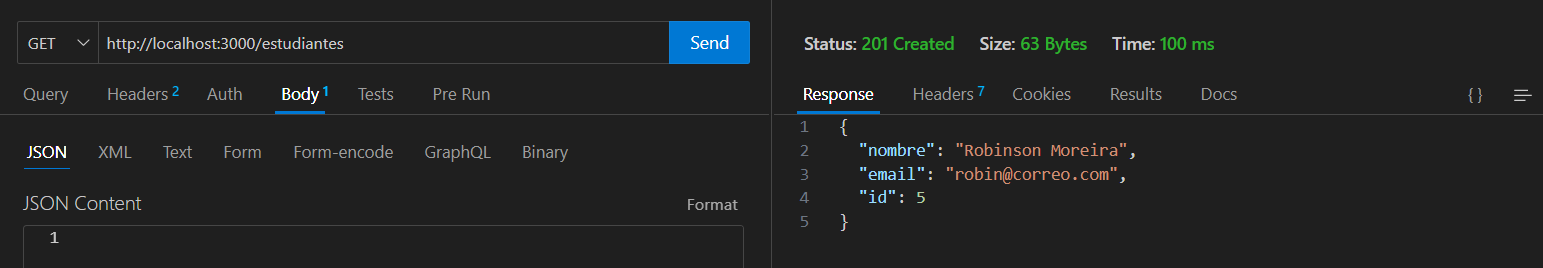 GET http://localhost:3000/estudiantes Send
Query Headers 2 Auth Body 1 Tests Pre Run
JSON XML Text Form Form-encode GraphQL Binary
JSON Content Format
1
Status: 201 Created Size: 63 Bytes Time: 100 ms
Response Headers 7 Cookies Results Docs { }
1 {
2 "nombre": "Robinson Moreira",
3 "email": "robin@correo.com",
4 "id": 5
5 }